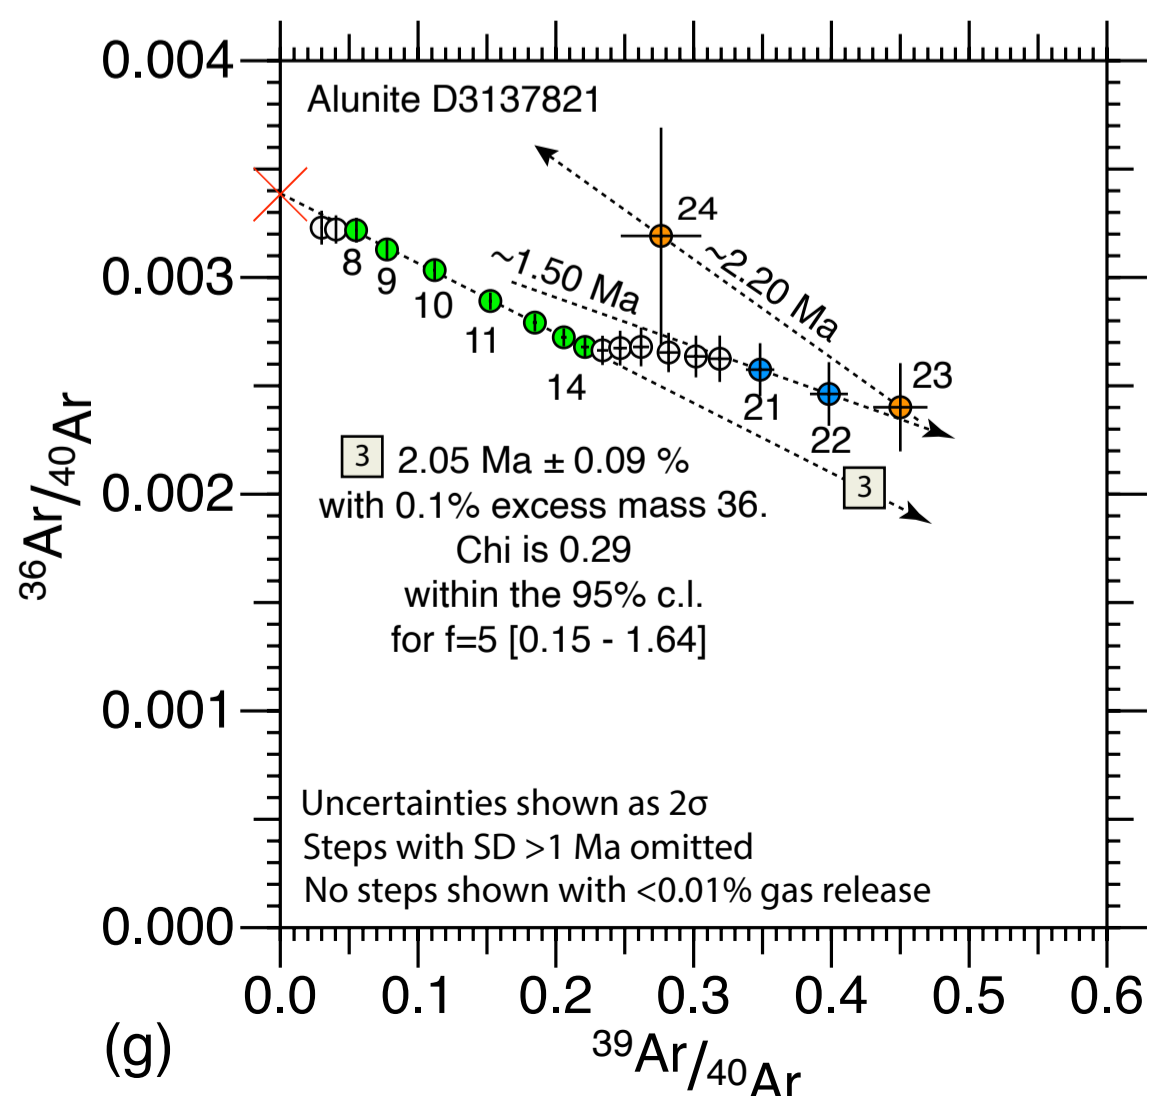 0.004
0.003
0.002
0.001
0.000
36Ar/40Ar
Alunite D3137821
24
~2.20 Ma
~1.50 Ma
8
9
10
11
14
21
22
23
3
3 2.05 Ma ± 0.09 %
with 0.1% excess mass 36.
Chi is 0.29
within the 95% c.l.
for f=5 [0.15 - 1.64]
Uncertainties shown as 2σ
Steps with SD >1 Ma omitted
No steps shown with <0.01% gas release
0.0 0.1 0.2 0.3 0.4 0.5 0.6
(g)
39Ar/40Ar